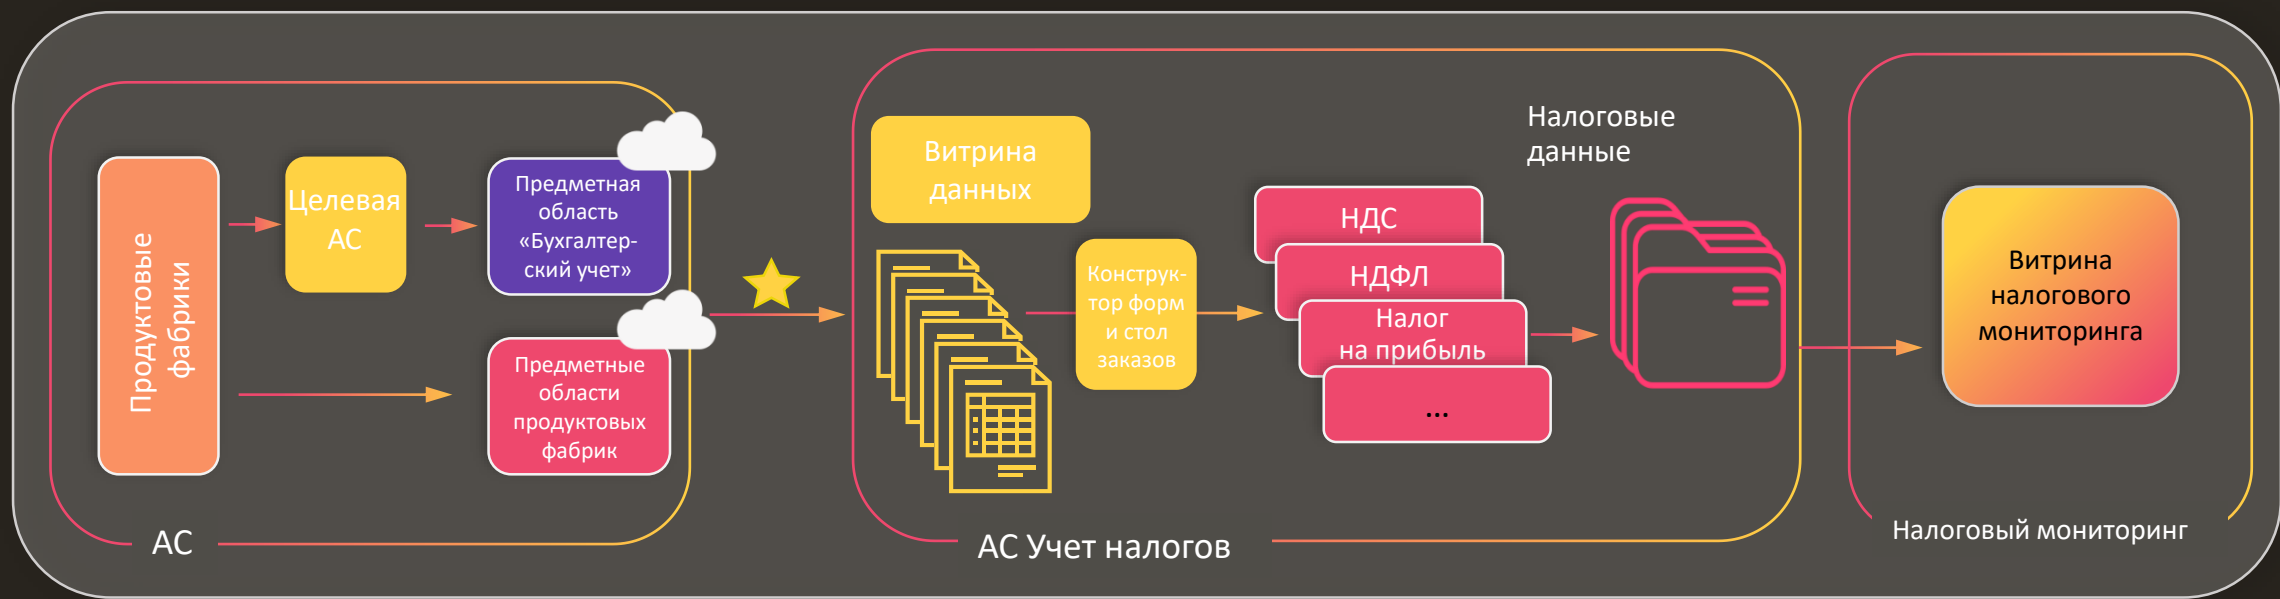 Продуктовые
фабрики
Целевая
АС
Предметная
область
«Бухгалтер-
ский учет»
Предметные
области
продуктовых
фабрик
АС
Витрина
данных
Конструк-
тор форм
и стол
заказов
НДС
НДФЛ
Налог
на прибыль
...
Налоговые
данные
АС Учет налогов
Витрина
налогового
мониторинга
Налоговый мониторинг